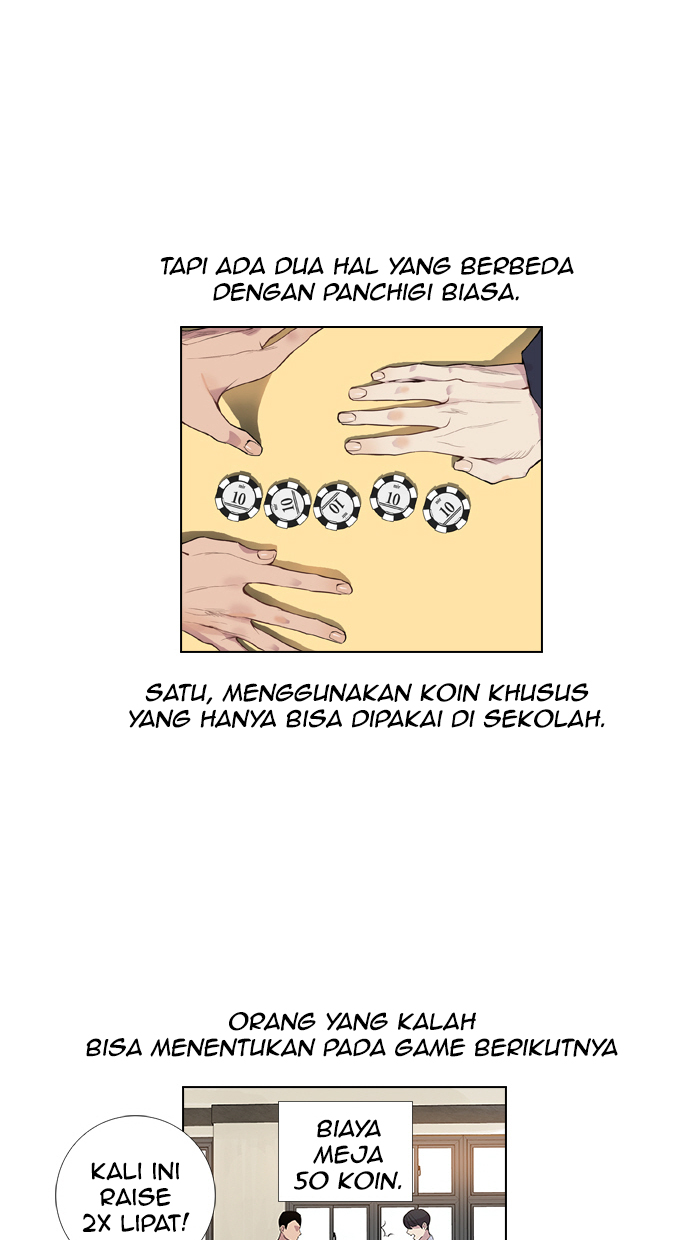 TAPI ADA DUA HAL YANG BERBEDA
DENGAN PANCHIGI BIASA.
10
10
10
10
10
SATU, MENGGUNAKAN KOIN KHUSUS
YANG HANYA BISA DIPAKAI DI SEKOLAH.
ORANG YANG KALAH
BISA MENENTUKAN PADA GAME BERIKUTNYA
BIAYA
MEJA
50 KOIN.
KALI INI
RAISE
2X LIPAT!